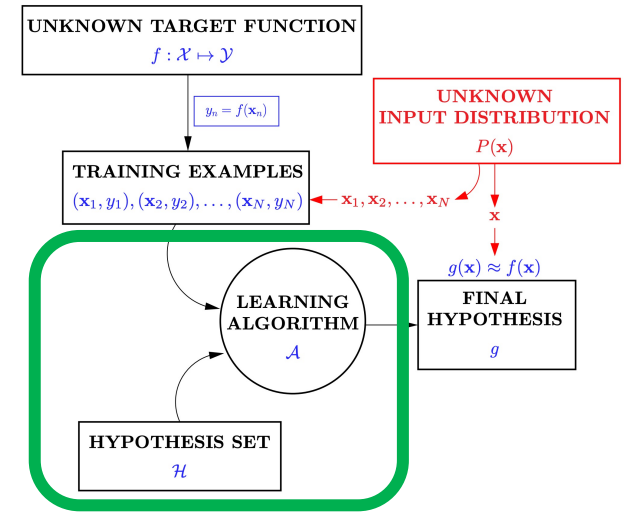 UNKNOWN TARGET FUNCTION
f : 𝒳 ↦ 𝒴
yₙ = f(𝐱ₙ)
UNKNOWN
INPUT DISTRIBUTION
P(𝐱)
TRAINING EXAMPLES
(𝐱₁, y₁), (𝐱₂, y₂), . . . , (𝐱_N, y_N)
𝐱₁, 𝐱₂, . . . , 𝐱_N
𝐱
g(𝐱) ≈ f(𝐱)
LEARNING
ALGORITHM
𝒜
FINAL
HYPOTHESIS
g
HYPOTHESIS SET
ℋ